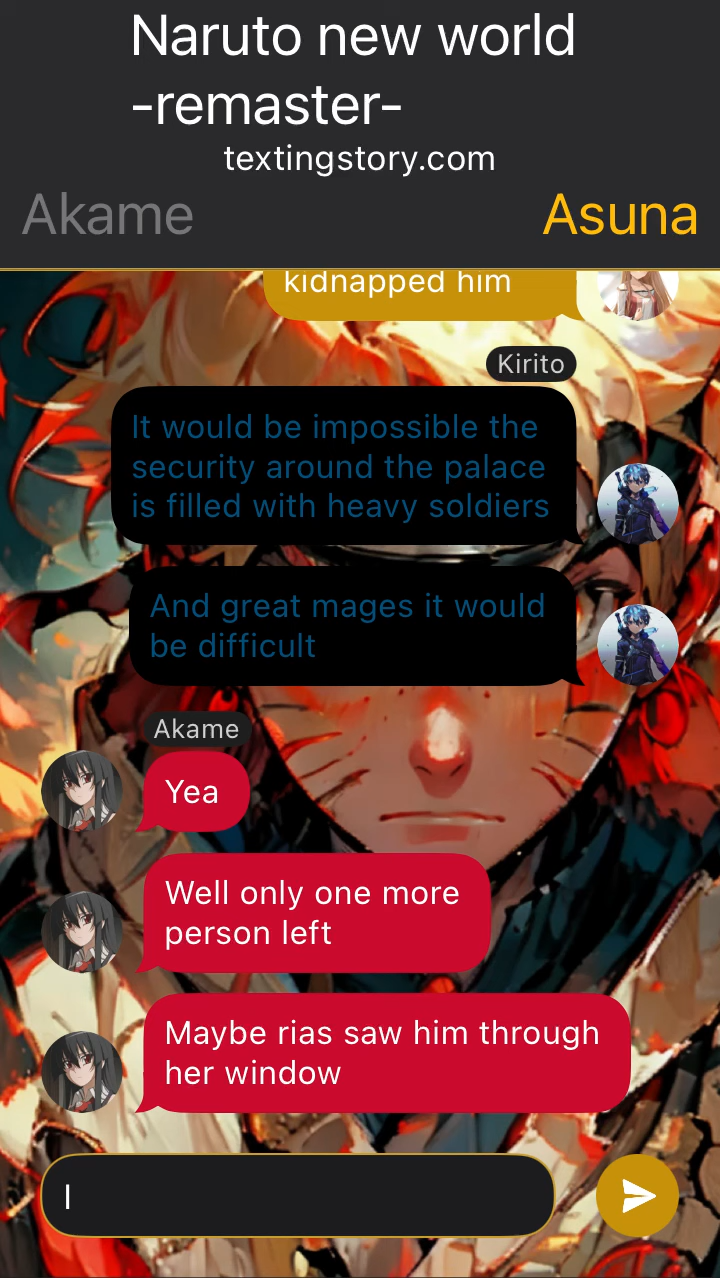 Naruto new world
-remaster-
textingstory.com
Akame
Asuna
kidnapped him
Kirito
It would be impossible the
security around the palace
is filled with heavy soldiers
And great mages it would
be difficult
Akame
Yea
Well only one more
person left
Maybe rias saw him through
her window